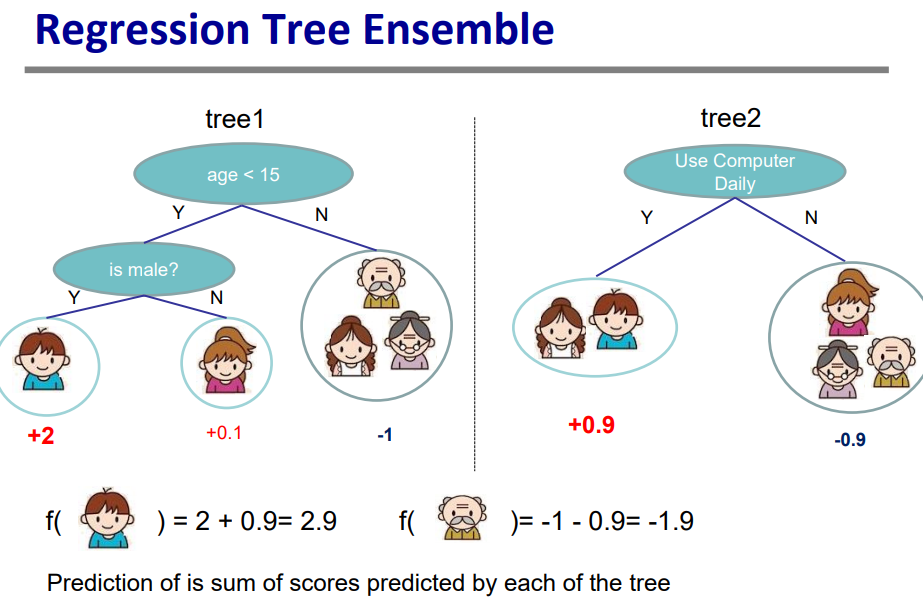 Regression Tree Ensemble
tree1
tree2
age < 15
Use Computer
Daily
Y
N
Y
N
is male?
Y
N
+2
+0.1
-1
+0.9
-0.9
f( ) = 2 + 0.9= 2.9
f( )= -1 - 0.9= -1.9
Prediction of is sum of scores predicted by each of the tree